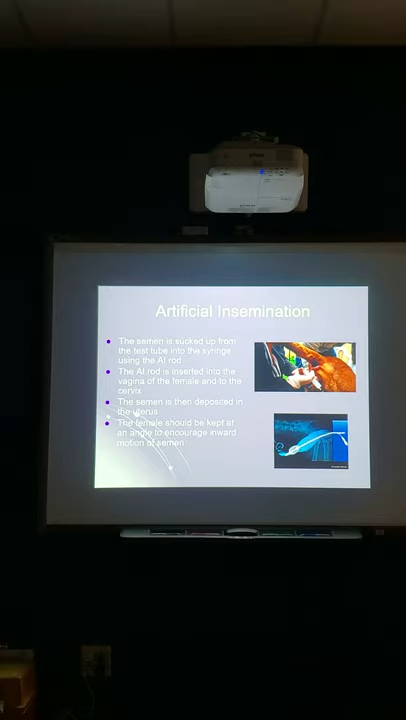 Artificial Insemination
The semen is sucked up from
the test tube into the syringe
using the AI rod
The AI rod is inserted into the
vagina of the female and to the
cervix
The semen is then deposited in
the uterus
The female should be kept at
an angle to encourage inward
motion of semen